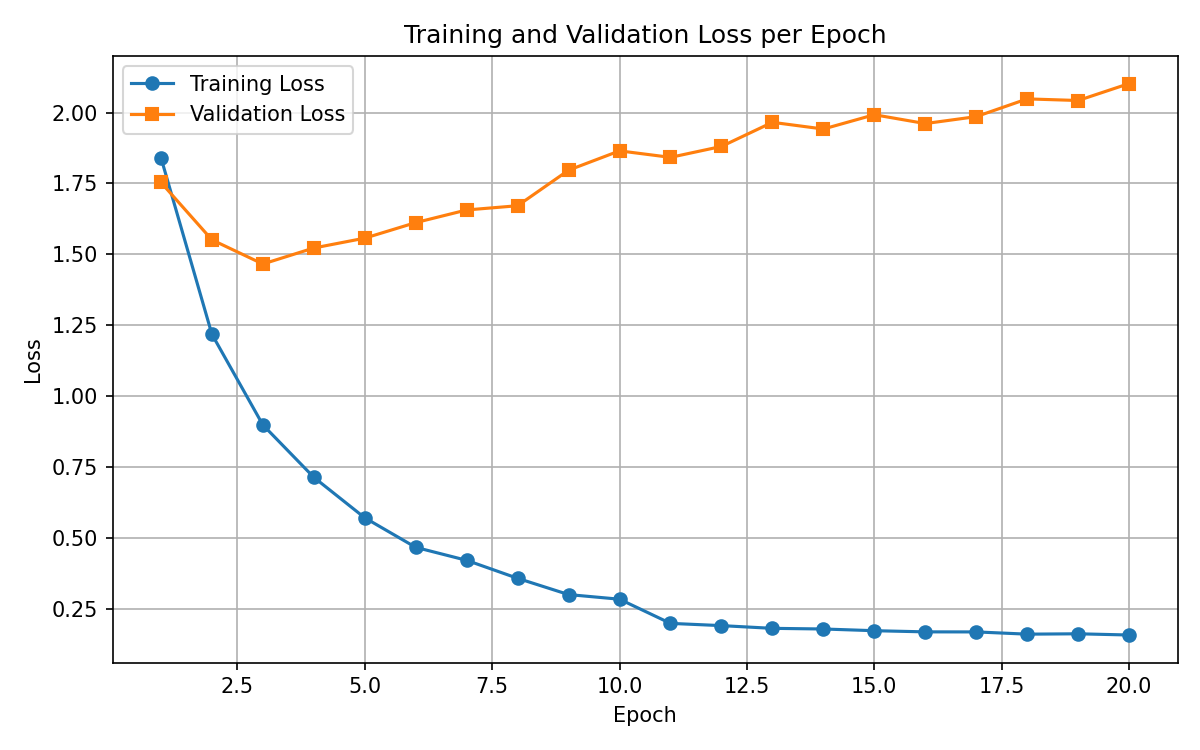 Training and Validation Loss per Epoch
Training Loss
Validation Loss
2.00
1.75
1.50
1.25
1.00
0.75
0.50
0.25
Loss
2.5 5.0 7.5 10.0 12.5 15.0 17.5 20.0
Epoch